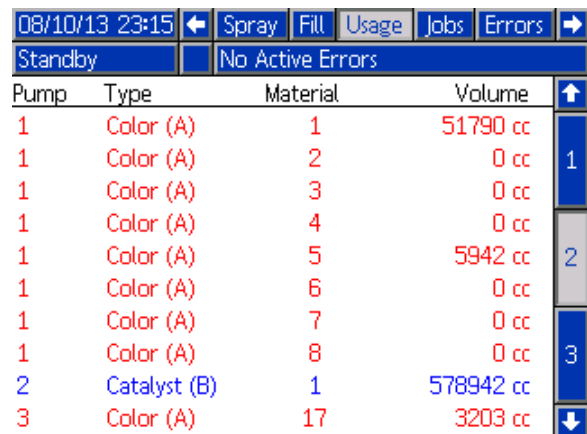 08/10/13 23:15 Spray Fill Usage Jobs Errors
Standby No Active Errors
Pump Type Material Volume
1 Color (A) 1 51790 cc
1 Color (A) 2 0 cc
1 Color (A) 3 0 cc
1 Color (A) 4 0 cc
1 Color (A) 5 5942 cc
1 Color (A) 6 0 cc
1 Color (A) 7 0 cc
1 Color (A) 8 0 cc
2 Catalyst (B) 1 578942 cc
3 Color (A) 17 3203 cc
1
2
3